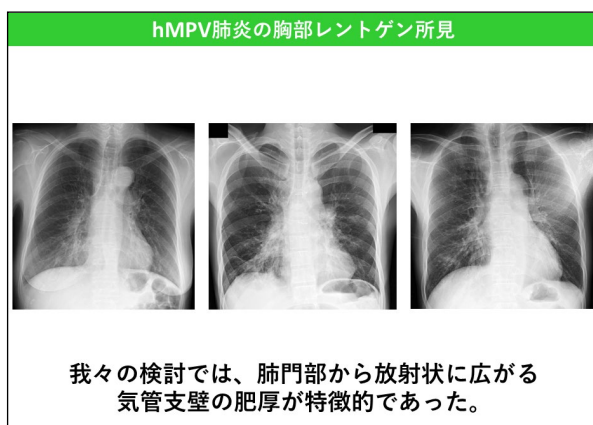 hMPV肺炎の胸部レントゲン所見
我々の検討では、肺門部から放射状に広がる
気管支壁の肥厚が特徴的であった。